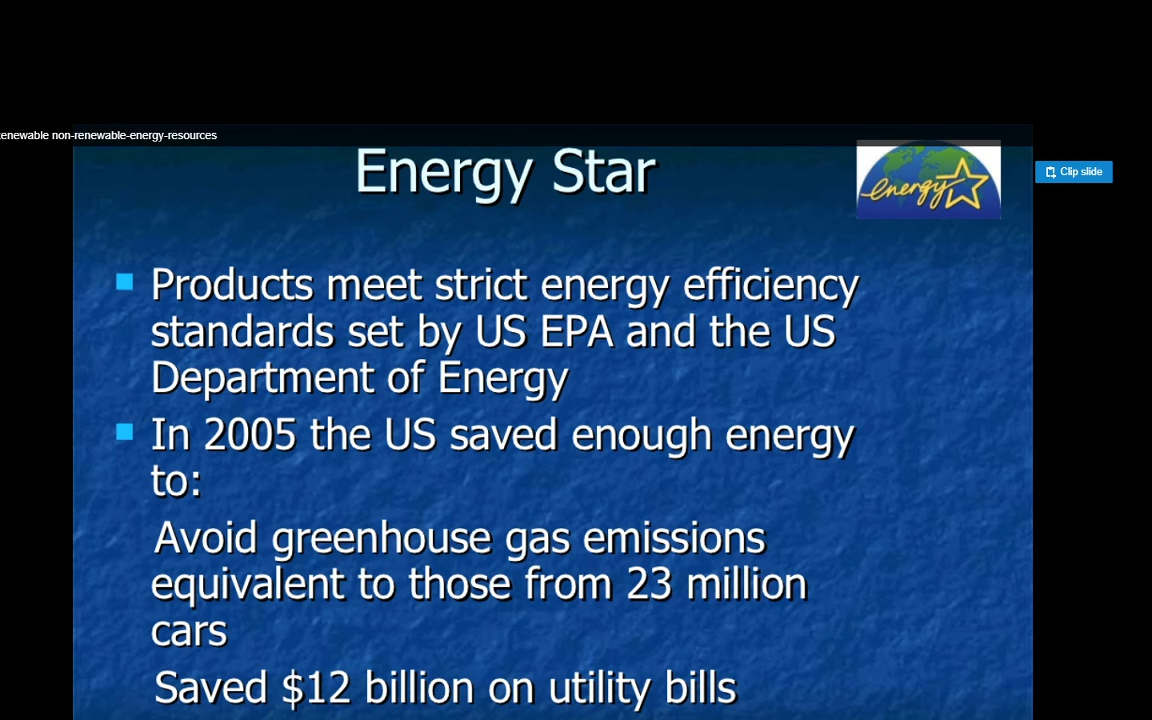 enewable non-renewable-energy-resources
Energy Star
energy
Clip slide
Products meet strict energy efficiency
standards set by US EPA and the US
Department of Energy
In 2005 the US saved enough energy
to:
Avoid greenhouse gas emissions
equivalent to those from 23 million
cars
Saved $12 billion on utility bills